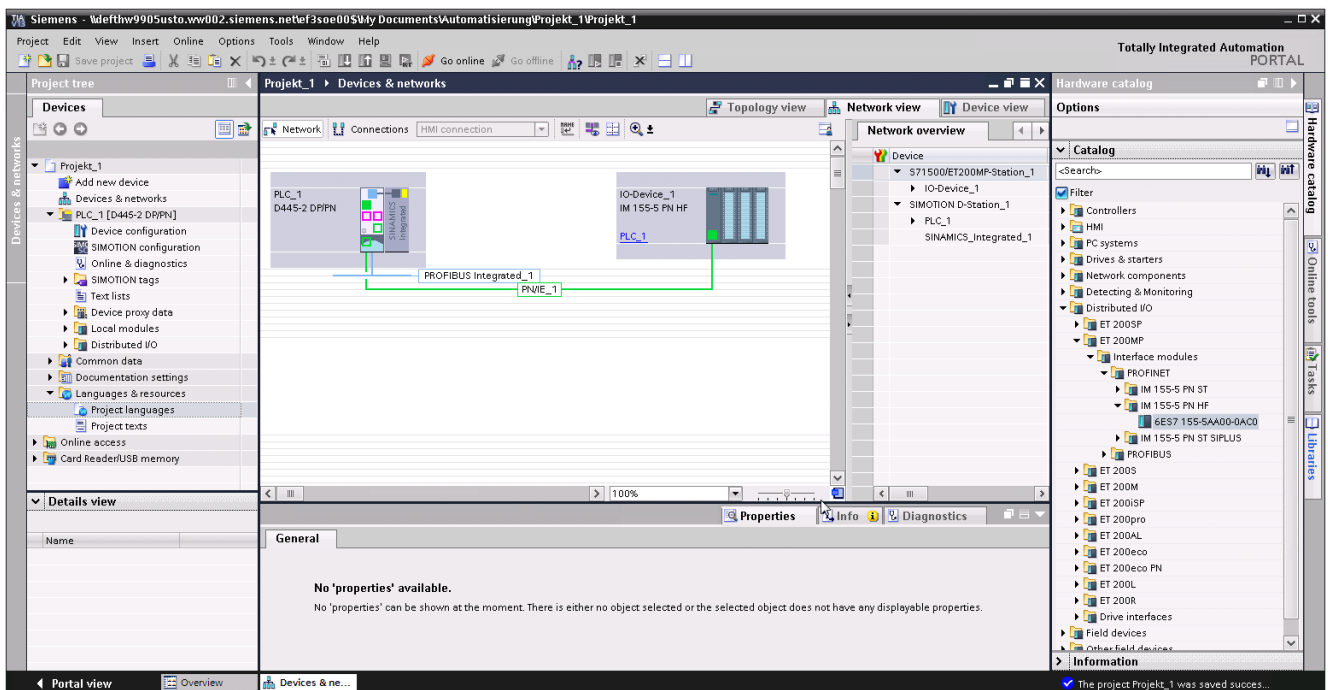 Siemens - \\defthw9905usto.ww002.siemens.net\ef3soe00$\My Documents\Automatisierung\Projekt_1\Projekt_1
Project Edit View Insert Online Options Tools Window Help
Totally Integrated Automation
PORTAL
Save project Go online Go offline
Project tree
Devices
Devices & networks
Projekt_1
Add new device
Devices & networks
PLC_1 [D445-2 DP/PN]
Device configuration
SIMOTION configuration
Online & diagnostics
SIMOTION tags
Text lists
Device proxy data
Local modules
Distributed I/O
Common data
Documentation settings
Languages & resources
Project languages
Project texts
Online access
Card Reader/USB memory
Details view
Name
Projekt_1 Devices & networks
Topology view Network view Device view
Network Connections HMI connection
PLC_1
D445-2 DP/PN
SINAMICS
Integrated
IO-Device_1
IM 155-5 PN HF
PLC_1
PROFIBUS Integrated_1
PN/IE_1
100%
Network overview
Device
S71500/ET200MP-Station_1
IO-Device_1
SIMOTION D-Station_1
PLC_1
SINAMICS_Integrated_1
Properties Info Diagnostics
General
No 'properties' available.
No 'properties' can be shown at the moment. There is either no object selected or the selected object does not have any displayable properties.
Hardware catalog
Options
Catalog
<Search>
Filter
Controllers
HMI
PC systems
Drives & starters
Network components
Detecting & Monitoring
Distributed I/O
ET 200SP
ET 200MP
Interface modules
PROFINET
IM 155-5 PN ST
IM 155-5 PN HF
6ES7 155-5AA00-0AC0
IM 155-5 PN ST SIPLUS
PROFIBUS
ET 200S
ET 200M
ET 200iSP
ET 200pro
ET 200AL
ET 200eco
ET 200eco PN
ET 200L
ET 200R
Drive interfaces
Field devices
Other field devices
Information
Hardware catalog
Online tools
Tasks
Libraries
Portal view Overview Devices & ne...
The project Projekt_1 was saved succes...